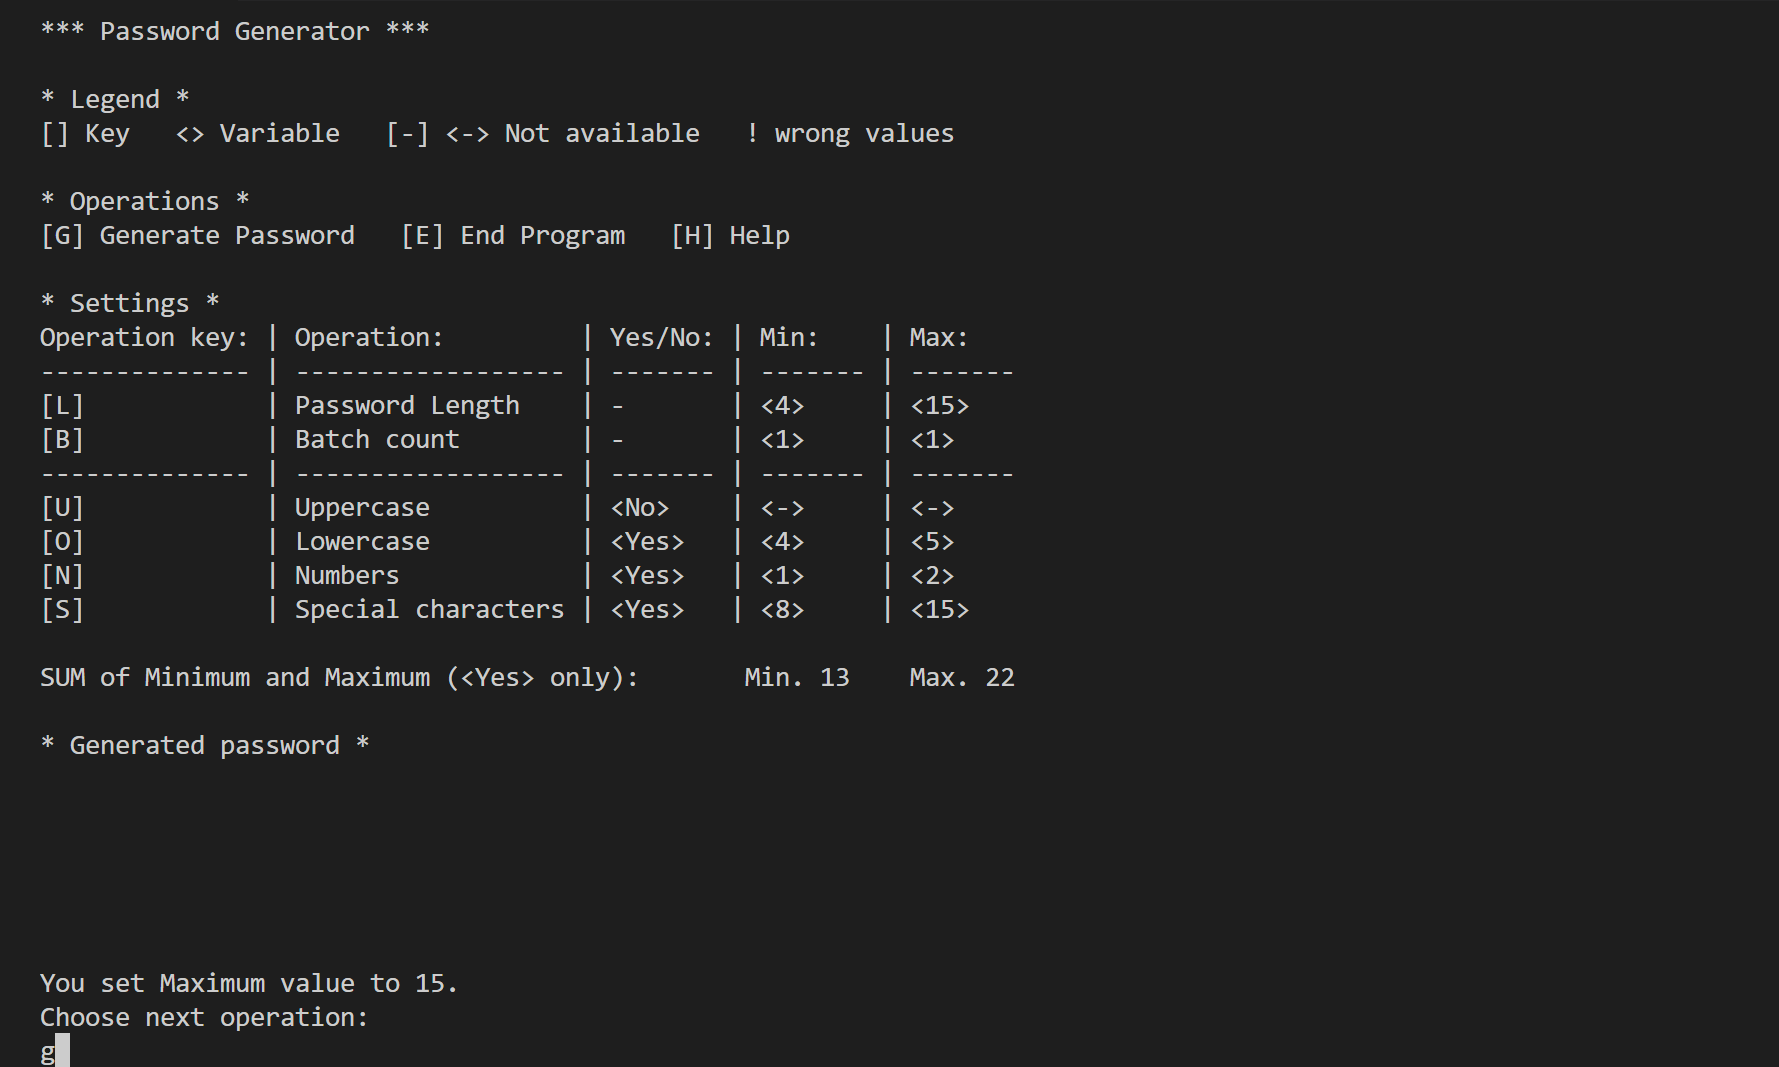 *** Password Generator ***
* Legend *
[] Key   <> Variable   [-] <-> Not available   ! wrong values
* Operations *
[G] Generate Password   [E] End Program   [H] Help
* Settings *
Operation key: | Operation:         | Yes/No: | Min:    | Max:
-------------- | ------------------ | ------- | ------- | -------
[L]            | Password Length    | -       | <4>     | <15>
[B]            | Batch count        | -       | <1>     | <1>
-------------- | ------------------ | ------- | ------- | -------
[U]            | Uppercase          | <No>    | <->     | <->
[O]            | Lowercase          | <Yes>   | <4>     | <5>
[N]            | Numbers            | <Yes>   | <1>     | <2>
[S]            | Special characters | <Yes>   | <8>     | <15>
SUM of Minimum and Maximum (<Yes> only):       Min. 13    Max. 22
* Generated password *
You set Maximum value to 15.
Choose next operation:
g